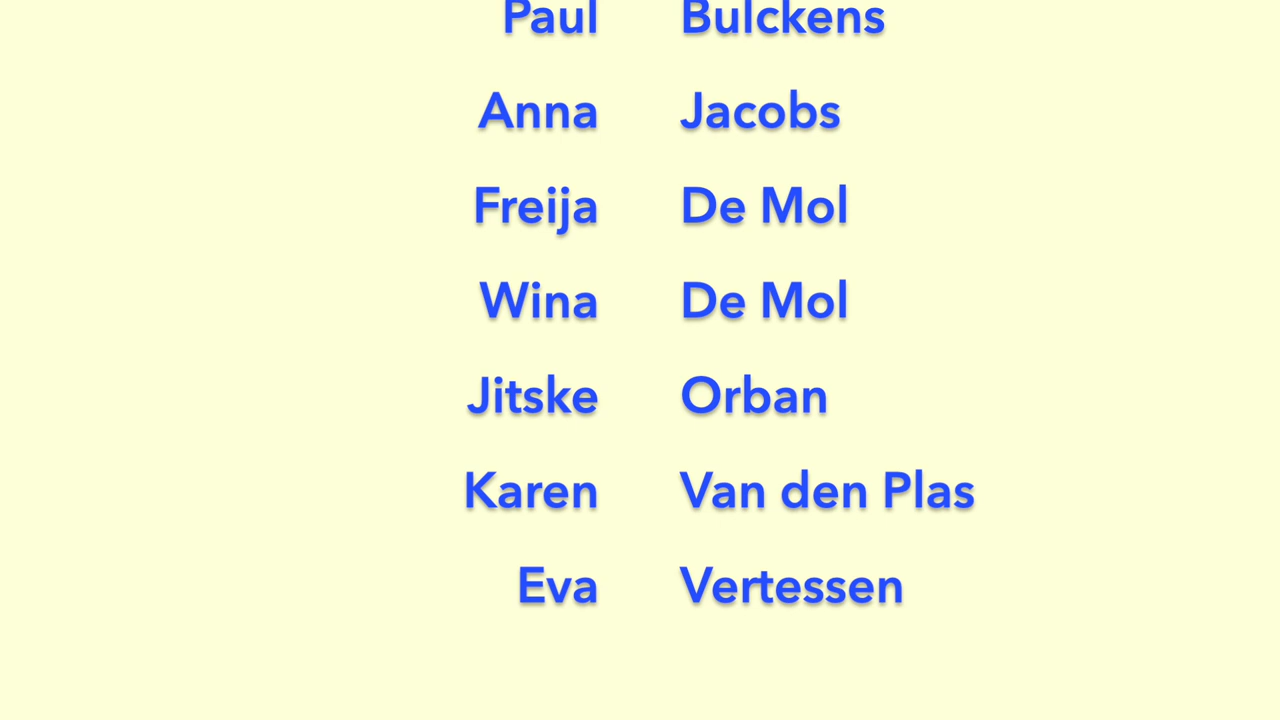 Paul Bulckens
Anna Jacobs
Freija De Mol
Wina De Mol
Jitske Orban
Karen Van den Plas
Eva Vertessen